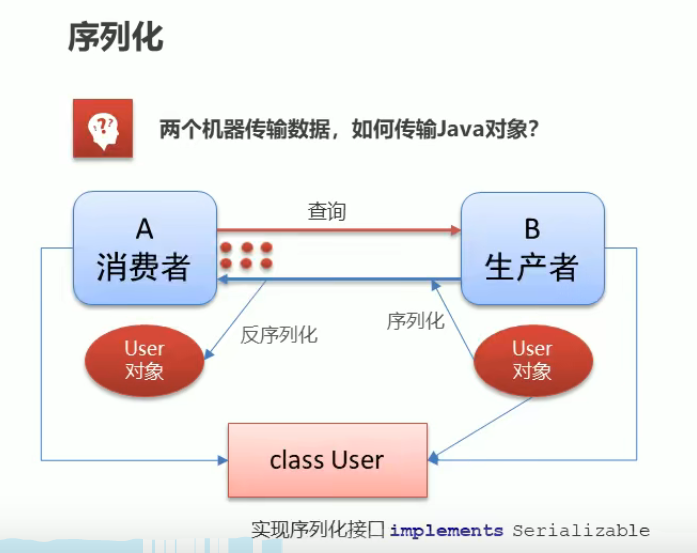 序列化
??
两个机器传输数据，如何传输Java对象？
查询
A
消费者
B
生产者
反序列化
序列化
User
对象
User
对象
class User
实现序列化接口 implements Serializable